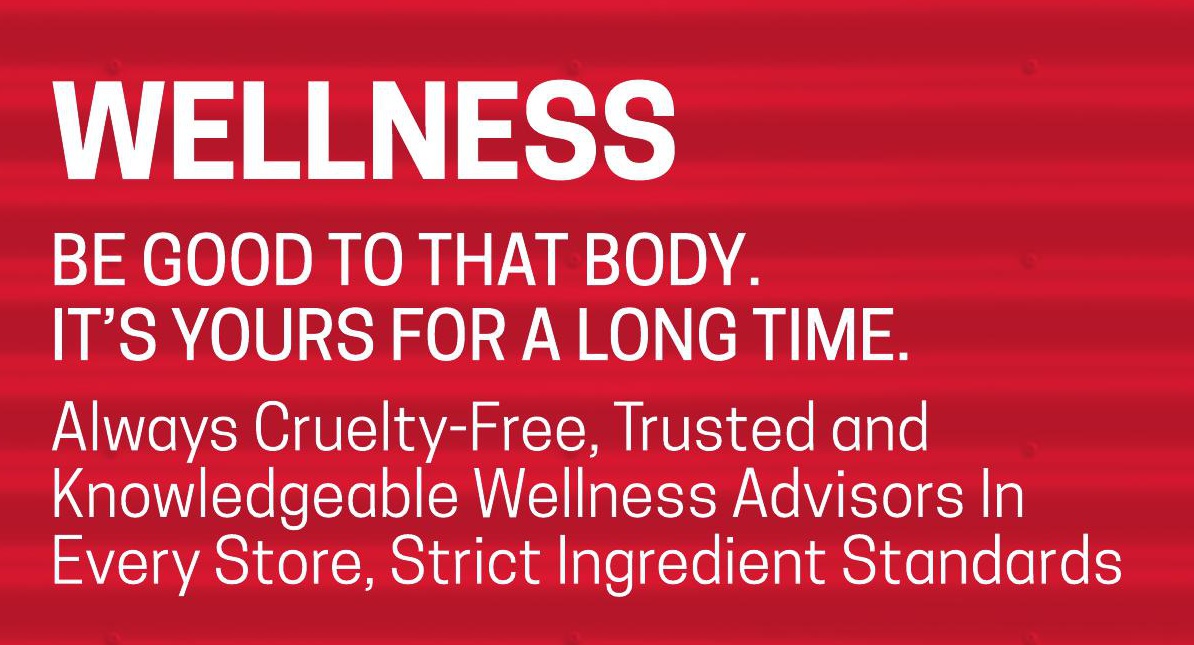 WELLNESS
BE GOOD TO THAT BODY.
IT’S YOURS FOR A LONG TIME.
Always Cruelty-Free, Trusted and
Knowledgeable Wellness Advisors In
Every Store, Strict Ingredient Standards